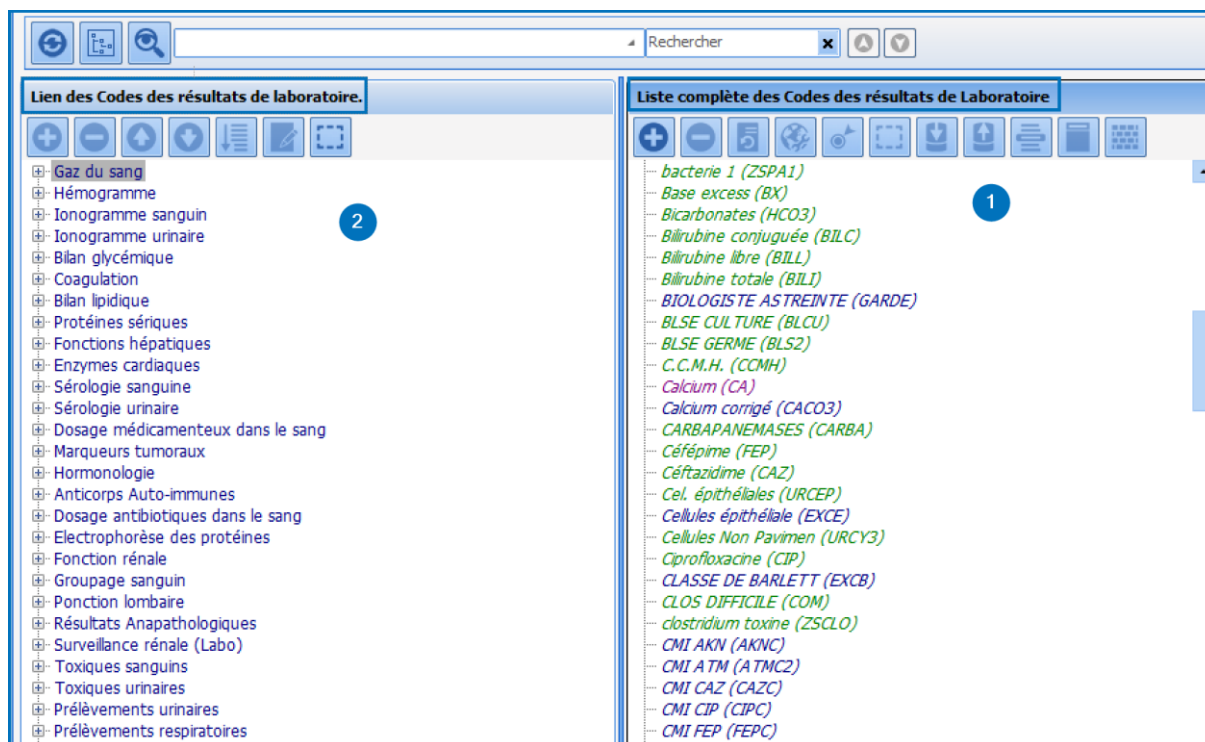 Rechercher
Lien des Codes des résultats de laboratoire.
Gaz du sang
Hémogramme
Ionogramme sanguin
Ionogramme urinaire
Bilan glycémique
Coagulation
Bilan lipidique
Protéines sériques
Fonctions hépatiques
Enzymes cardiaques
Sérologie sanguine
Sérologie urinaire
Dosage médicamenteux dans le sang
Marqueurs tumoraux
Hormonologie
Anticorps Auto-immunes
Dosage antibiotiques dans le sang
Electrophorèse des protéines
Fonction rénale
Groupage sanguin
Ponction lombaire
Résultats Anapathologiques
Surveillance rénale (Labo)
Toxiques sanguins
Toxiques urinaires
Prélèvements urinaires
Prélèvements respiratoires
2
Liste complète des Codes des résultats de Laboratoire
bacterie 1 (ZSPA1)
Base excess (BX)
Bicarbonates (HCO3)
Bilirubine conjuguée (BILC)
Bilirubine libre (BILL)
Bilirubine totale (BILI)
BIOLOGISTE ASTREINTE (GARDE)
BLSE CULTURE (BLCU)
BLSE GERME (BLS2)
C.C.M.H. (CCMH)
Calcium (CA)
Calcium corrigé (CACO3)
CARBAPANEMASES (CARBA)
Céfépime (FEP)
Céftazidime (CAZ)
Cel. épithéliales (URCEP)
Cellules épithéliale (EXCE)
Cellules Non Pavimen (URCY3)
Ciprofloxacine (CIP)
CLASSE DE BARLETT (EXCB)
CLOS DIFFICILE (COM)
clostridium toxine (ZSCLO)
CMI AKN (AKNC)
CMI ATM (ATMC2)
CMI CAZ (CAZC)
CMI CIP (CIPC)
CMI FEP (FEPC)
1